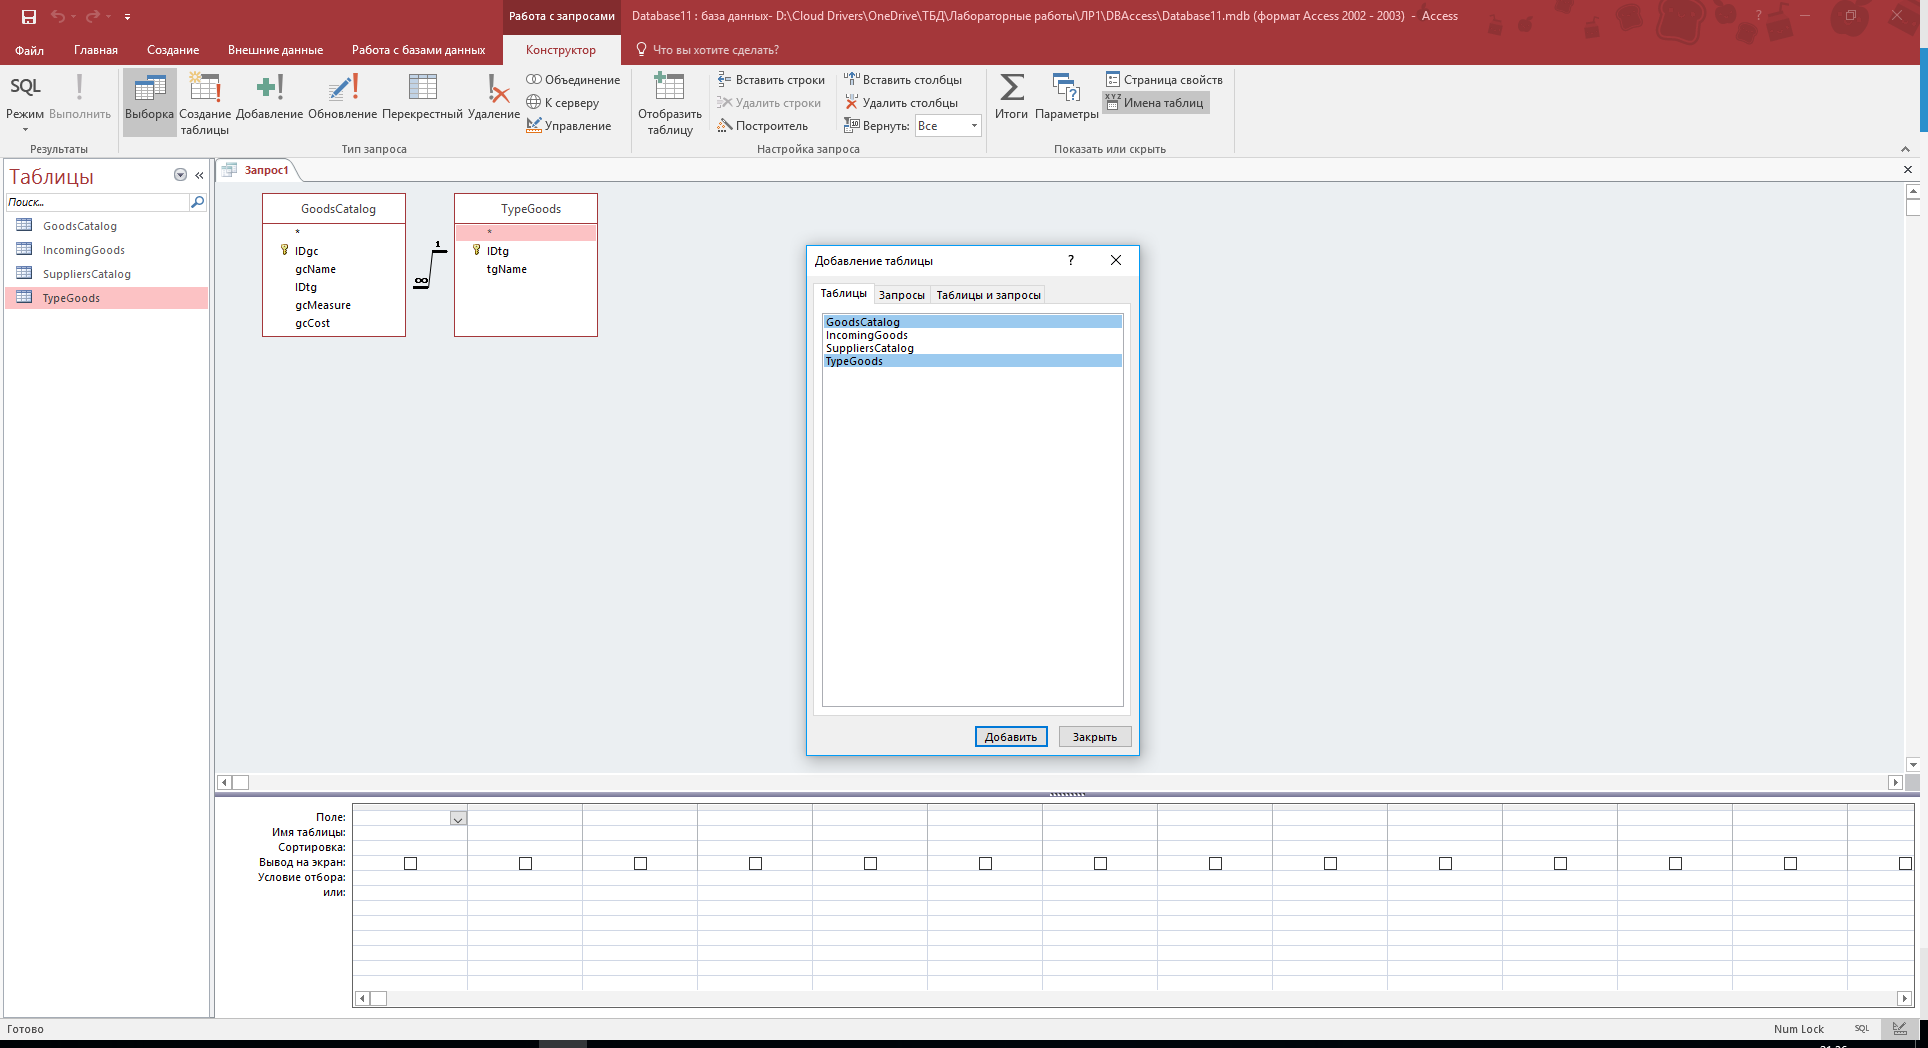 Работа с запросами
Database11 : база данных- D:\Cloud Drivers\OneDrive\ТБД\Лабораторные работы\ЛР1\DBAccess\Database11.mdb (формат Access 2002 - 2003) - Access
?
Файл Главная Создание Внешние данные Работа с базами данных Конструктор Что вы хотите сделать?
SQL
Режим
Выполнить
Результаты
Выборка
Создание таблицы
Добавление
Обновление
Перекрестный
Удаление
Объединение
К серверу
Управление
Тип запроса
Отобразить таблицу
Вставить строки
Удалить строки
Построитель
Вставить столбцы
Удалить столбцы
Вернуть: Все
Настройка запроса
Итоги
Параметры
Страница свойств
Имена таблиц
Показать или скрыть
Таблицы
Поиск...
GoodsCatalog
IncomingGoods
SuppliersCatalog
TypeGoods
Запрос1
GoodsCatalog
*
IDgc
gcName
IDtg
gcMeasure
gcCost
1
∞
TypeGoods
*
IDtg
tgName
Добавление таблицы ?
Таблицы Запросы Таблицы и запросы
GoodsCatalog
IncomingGoods
SuppliersCatalog
TypeGoods
Добавить Закрыть
Поле:
Имя таблицы:
Сортировка:
Вывод на экран:
Условие отбора:
или:
Готово
Num Lock SQL